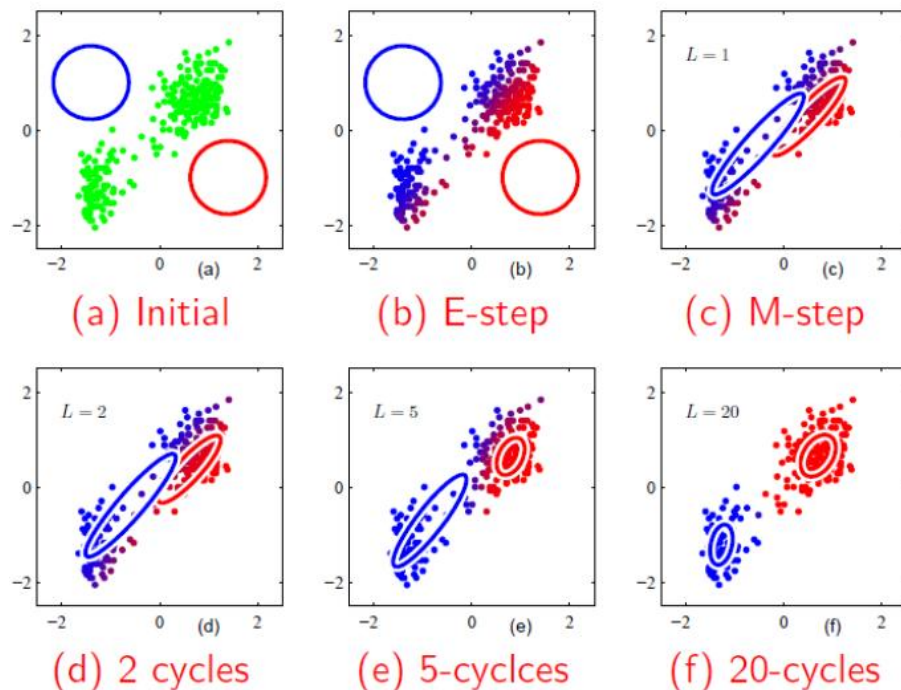 2
0
−2
−2 0 (a) 2
(a) Initial
2
0
−2
−2 0 (b) 2
(b) E-step
2
L = 1
0
−2
−2 0 (c) 2
(c) M-step
2
L = 2
0
−2
−2 0 (d) 2
(d) 2 cycles
2
L = 5
0
−2
−2 0 (e) 2
(e) 5-cyclces
2
L = 20
0
−2
−2 0 (f) 2
(f) 20-cycles